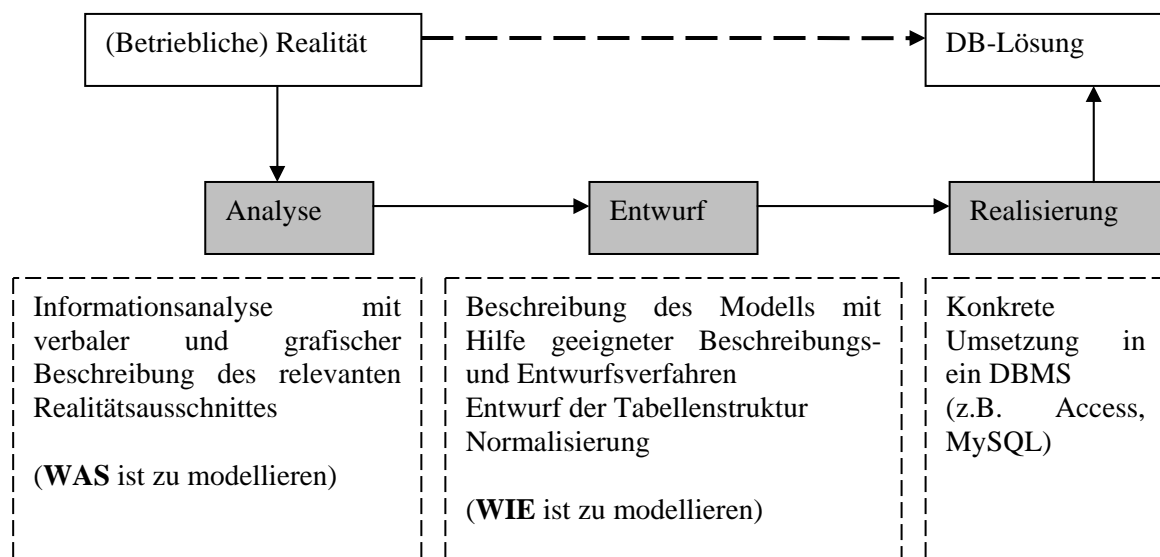 (Betriebliche) Realität
DB-Lösung
Analyse
Entwurf
Realisierung
Informationsanalyse mit
verbaler und grafischer
Beschreibung des relevanten
Realitätsausschnittes
(WAS ist zu modellieren)
Beschreibung des Modells mit
Hilfe geeigneter Beschreibungs-
und Entwurfsverfahren
Entwurf der Tabellenstruktur
Normalisierung
(WIE ist zu modellieren)
Konkrete
Umsetzung in
ein DBMS
(z.B. Access,
MySQL)